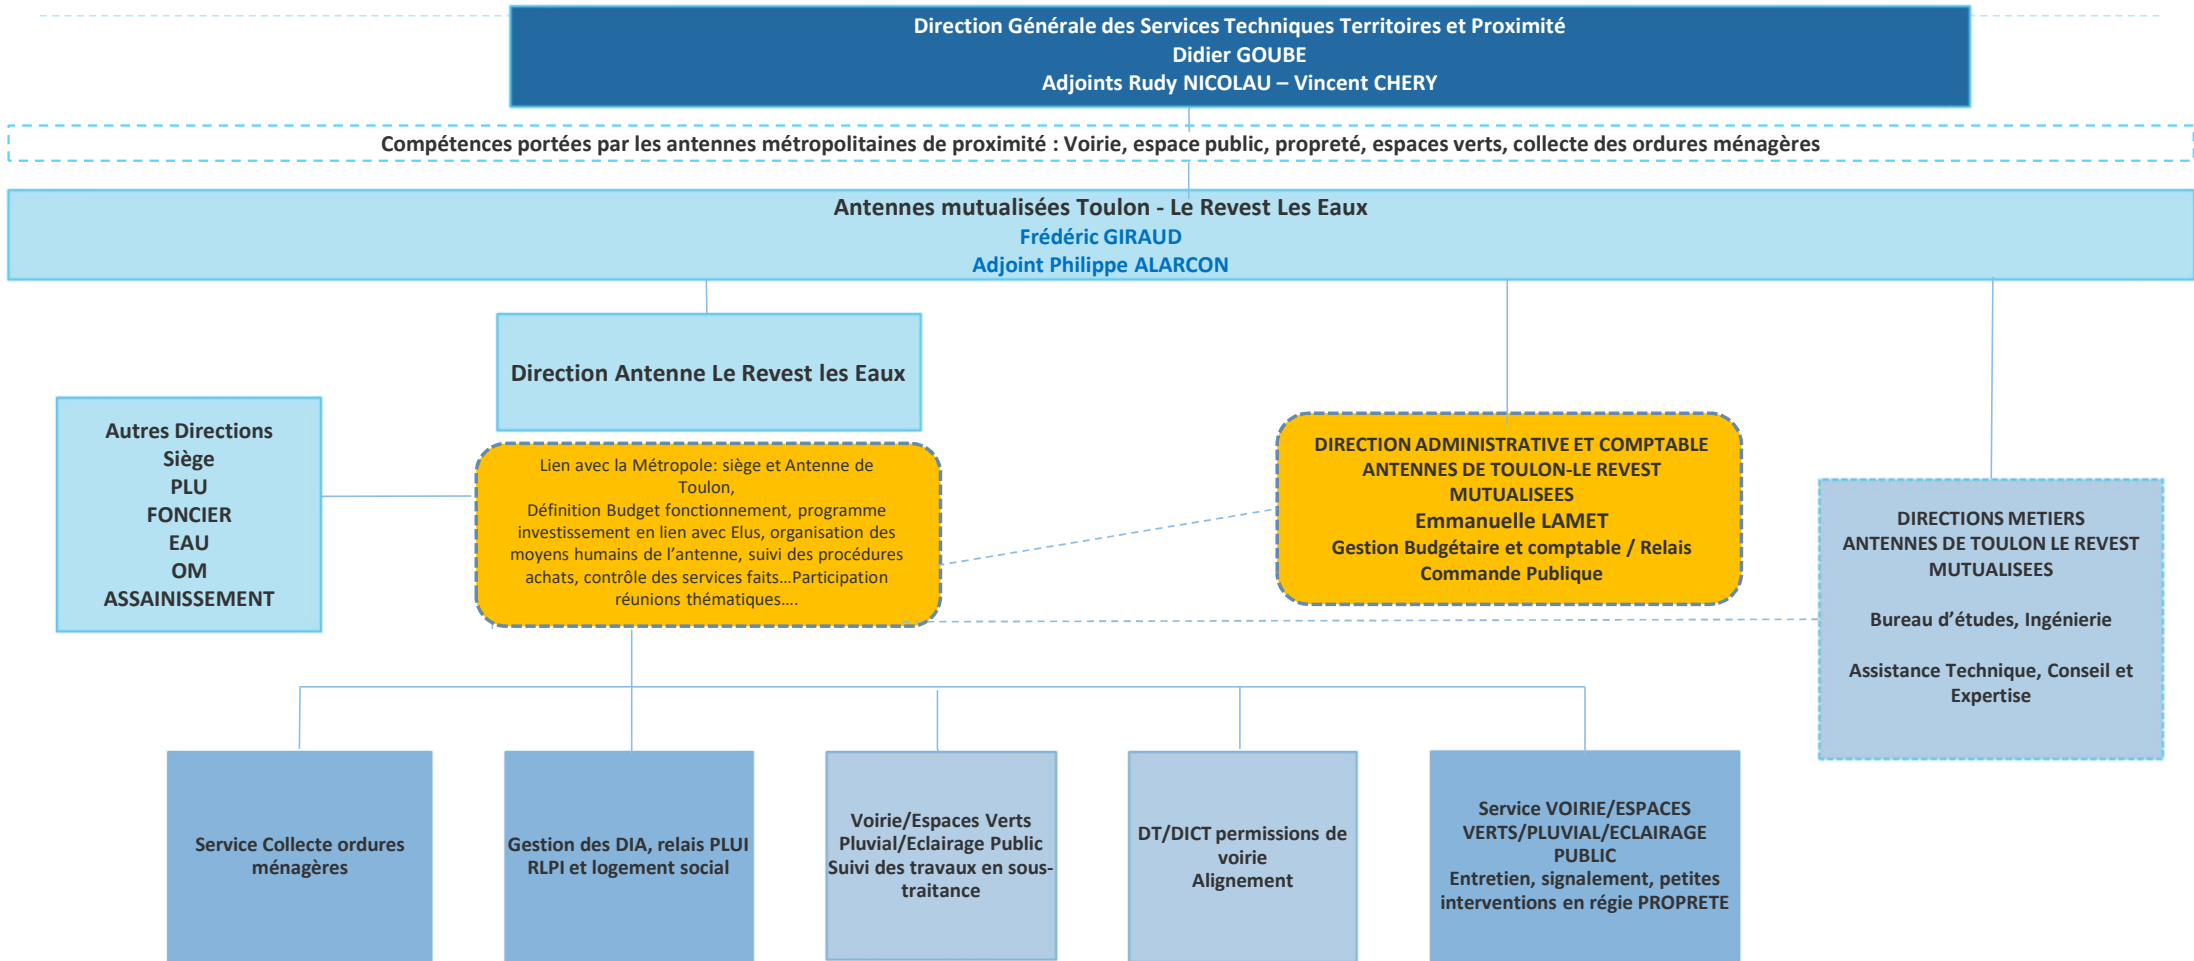 Direction Générale des Services Techniques Territoires et Proximité
Didier GOUBE
Adjoints Rudy NICOLAU – Vincent CHERY
Compétences portées par les antennes métropolitaines de proximité : Voirie, espace public, propreté, espaces verts, collecte des ordures ménagères
Antennes mutualisées Toulon - Le Revest Les Eaux
Frédéric GIRAUD
Adjoint Philippe ALARCON
Direction Antenne Le Revest les Eaux
Autres Directions
Siège
PLU
FONCIER
EAU
OM
ASSAINISSEMENT
Lien avec la Métropole: siège et Antenne de
Toulon,
Définition Budget fonctionnement, programme
investissement en lien avec Elus, organisation des
moyens humains de l’antenne, suivi des procédures
achats, contrôle des services faits…Participation
réunions thématiques….
DIRECTION ADMINISTRATIVE ET COMPTABLE
ANTENNES DE TOULON-LE REVEST
MUTUALISEES
Emmanuelle LAMET
Gestion Budgétaire et comptable / Relais
Commande Publique
DIRECTIONS METIERS
ANTENNES DE TOULON LE REVEST
MUTUALISEES
Bureau d’études, Ingénierie
Assistance Technique, Conseil et
Expertise
Service Collecte ordures
ménagères
Gestion des DIA, relais PLUI
RLPI et logement social
Voirie/Espaces Verts
Pluvial/Eclairage Public
Suivi des travaux en sous-
traitance
DT/DICT permissions de
voirie
Alignement
Service VOIRIE/ESPACES
VERTS/PLUVIAL/ECLAIRAGE
PUBLIC
Entretien, signalement, petites
interventions en régie PROPRETE